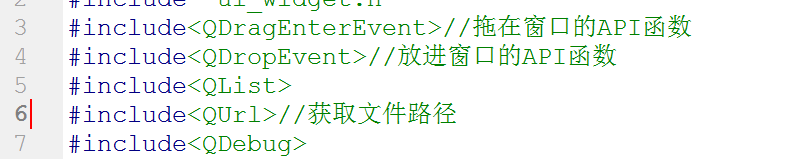 2 #include "ui_widget.h"
3 #include<QDragEnterEvent>//拖在窗口的API函数
4 #include<QDropEvent>//放进窗口的API函数
5 #include<QList>
6 #include<QUrl>//获取文件路径
7 #include<QDebug>